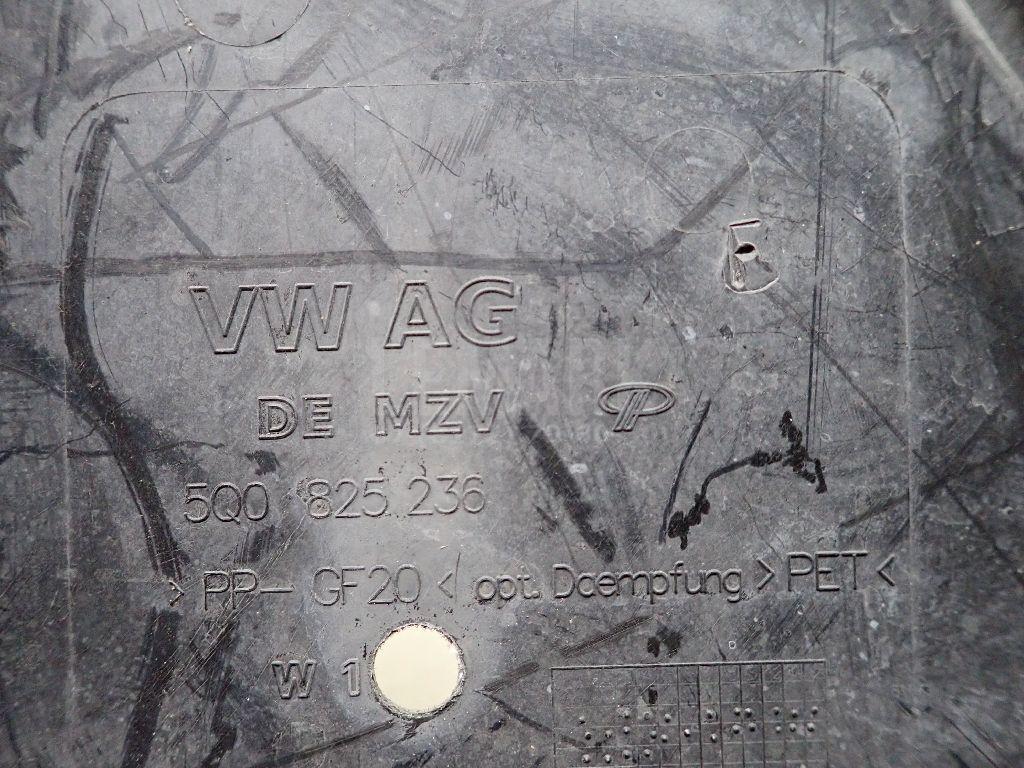 E
VW AG
DE MZV
5Q0 825 236
>PP-GF20< opt. Daempfung >PET<
W 1